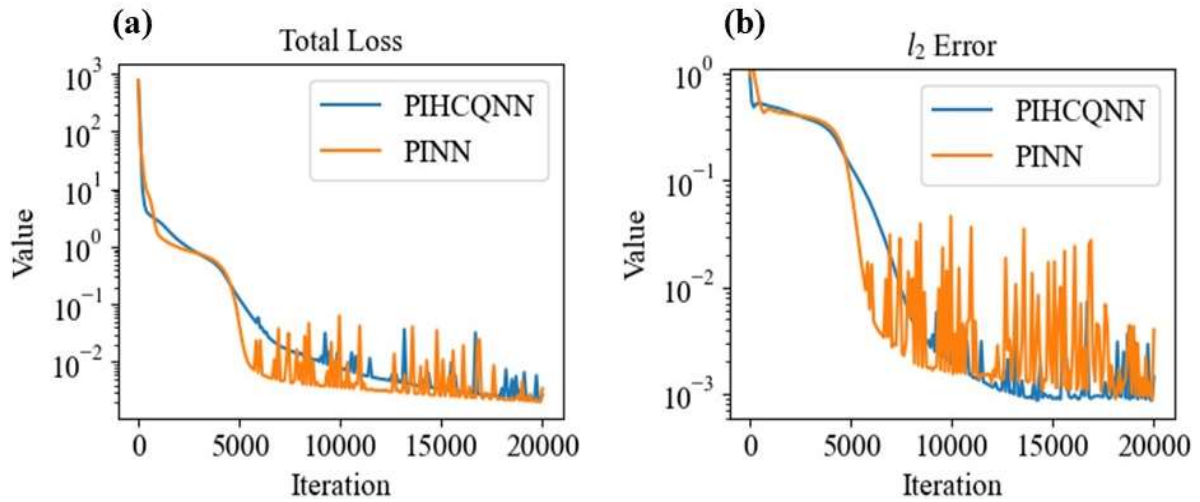 (a)
Total Loss
10^3
10^2
10^1
10^0
10^-1
10^-2
Value
PIHCQNN
PINN
0 5000 10000 15000 20000
Iteration
(b)
l_2 Error
10^0
10^-1
10^-2
10^-3
Value
PIHCQNN
PINN
0 5000 10000 15000 20000
Iteration